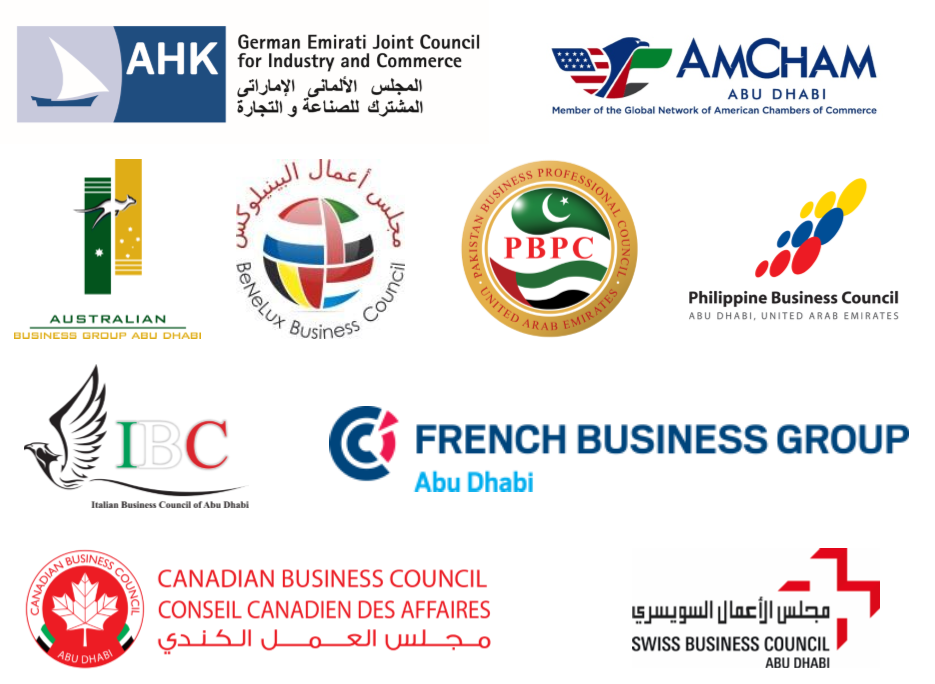 AHK
German Emirati Joint Council
for Industry and Commerce
المجلس الألمانى الإماراتى
المشترك للصناعة و التجارة
AMCHAM
ABU DHABI
Member of the Global Network of American Chambers of Commerce
AUSTRALIAN
BUSINESS GROUP ABU DHABI
مجلس أعمال البينيلوكس
BeNeLux Business Council
PAKISTAN BUSINESS PROFESSIONAL COUNCIL
PBPC
UNITED ARAB EMIRATES
Philippine Business Council
ABU DHABI, UNITED ARAB EMIRATES
IBC
Italian Business Council of Abu Dhabi
FRENCH BUSINESS GROUP
Abu Dhabi
CANADIAN BUSINESS COUNCIL
ABU DHABI
CANADIAN BUSINESS COUNCIL
CONSEIL CANADIEN DES AFFAIRES
مجلس العمل الكندي
مجلس الأعمال السويسري
SWISS BUSINESS COUNCIL
ABU DHABI